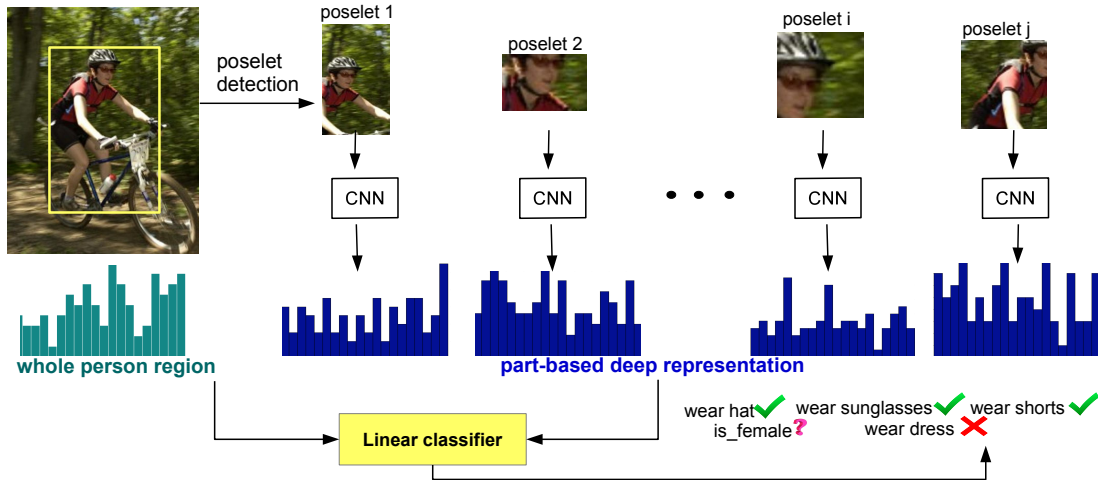 poselet 1
poselet 2
poselet i
poselet j
poselet
detection
CNN
CNN
CNN
CNN
whole person region
part-based deep representation
wear hat
wear sunglasses
wear shorts
is_female?
wear dress
Linear classifier